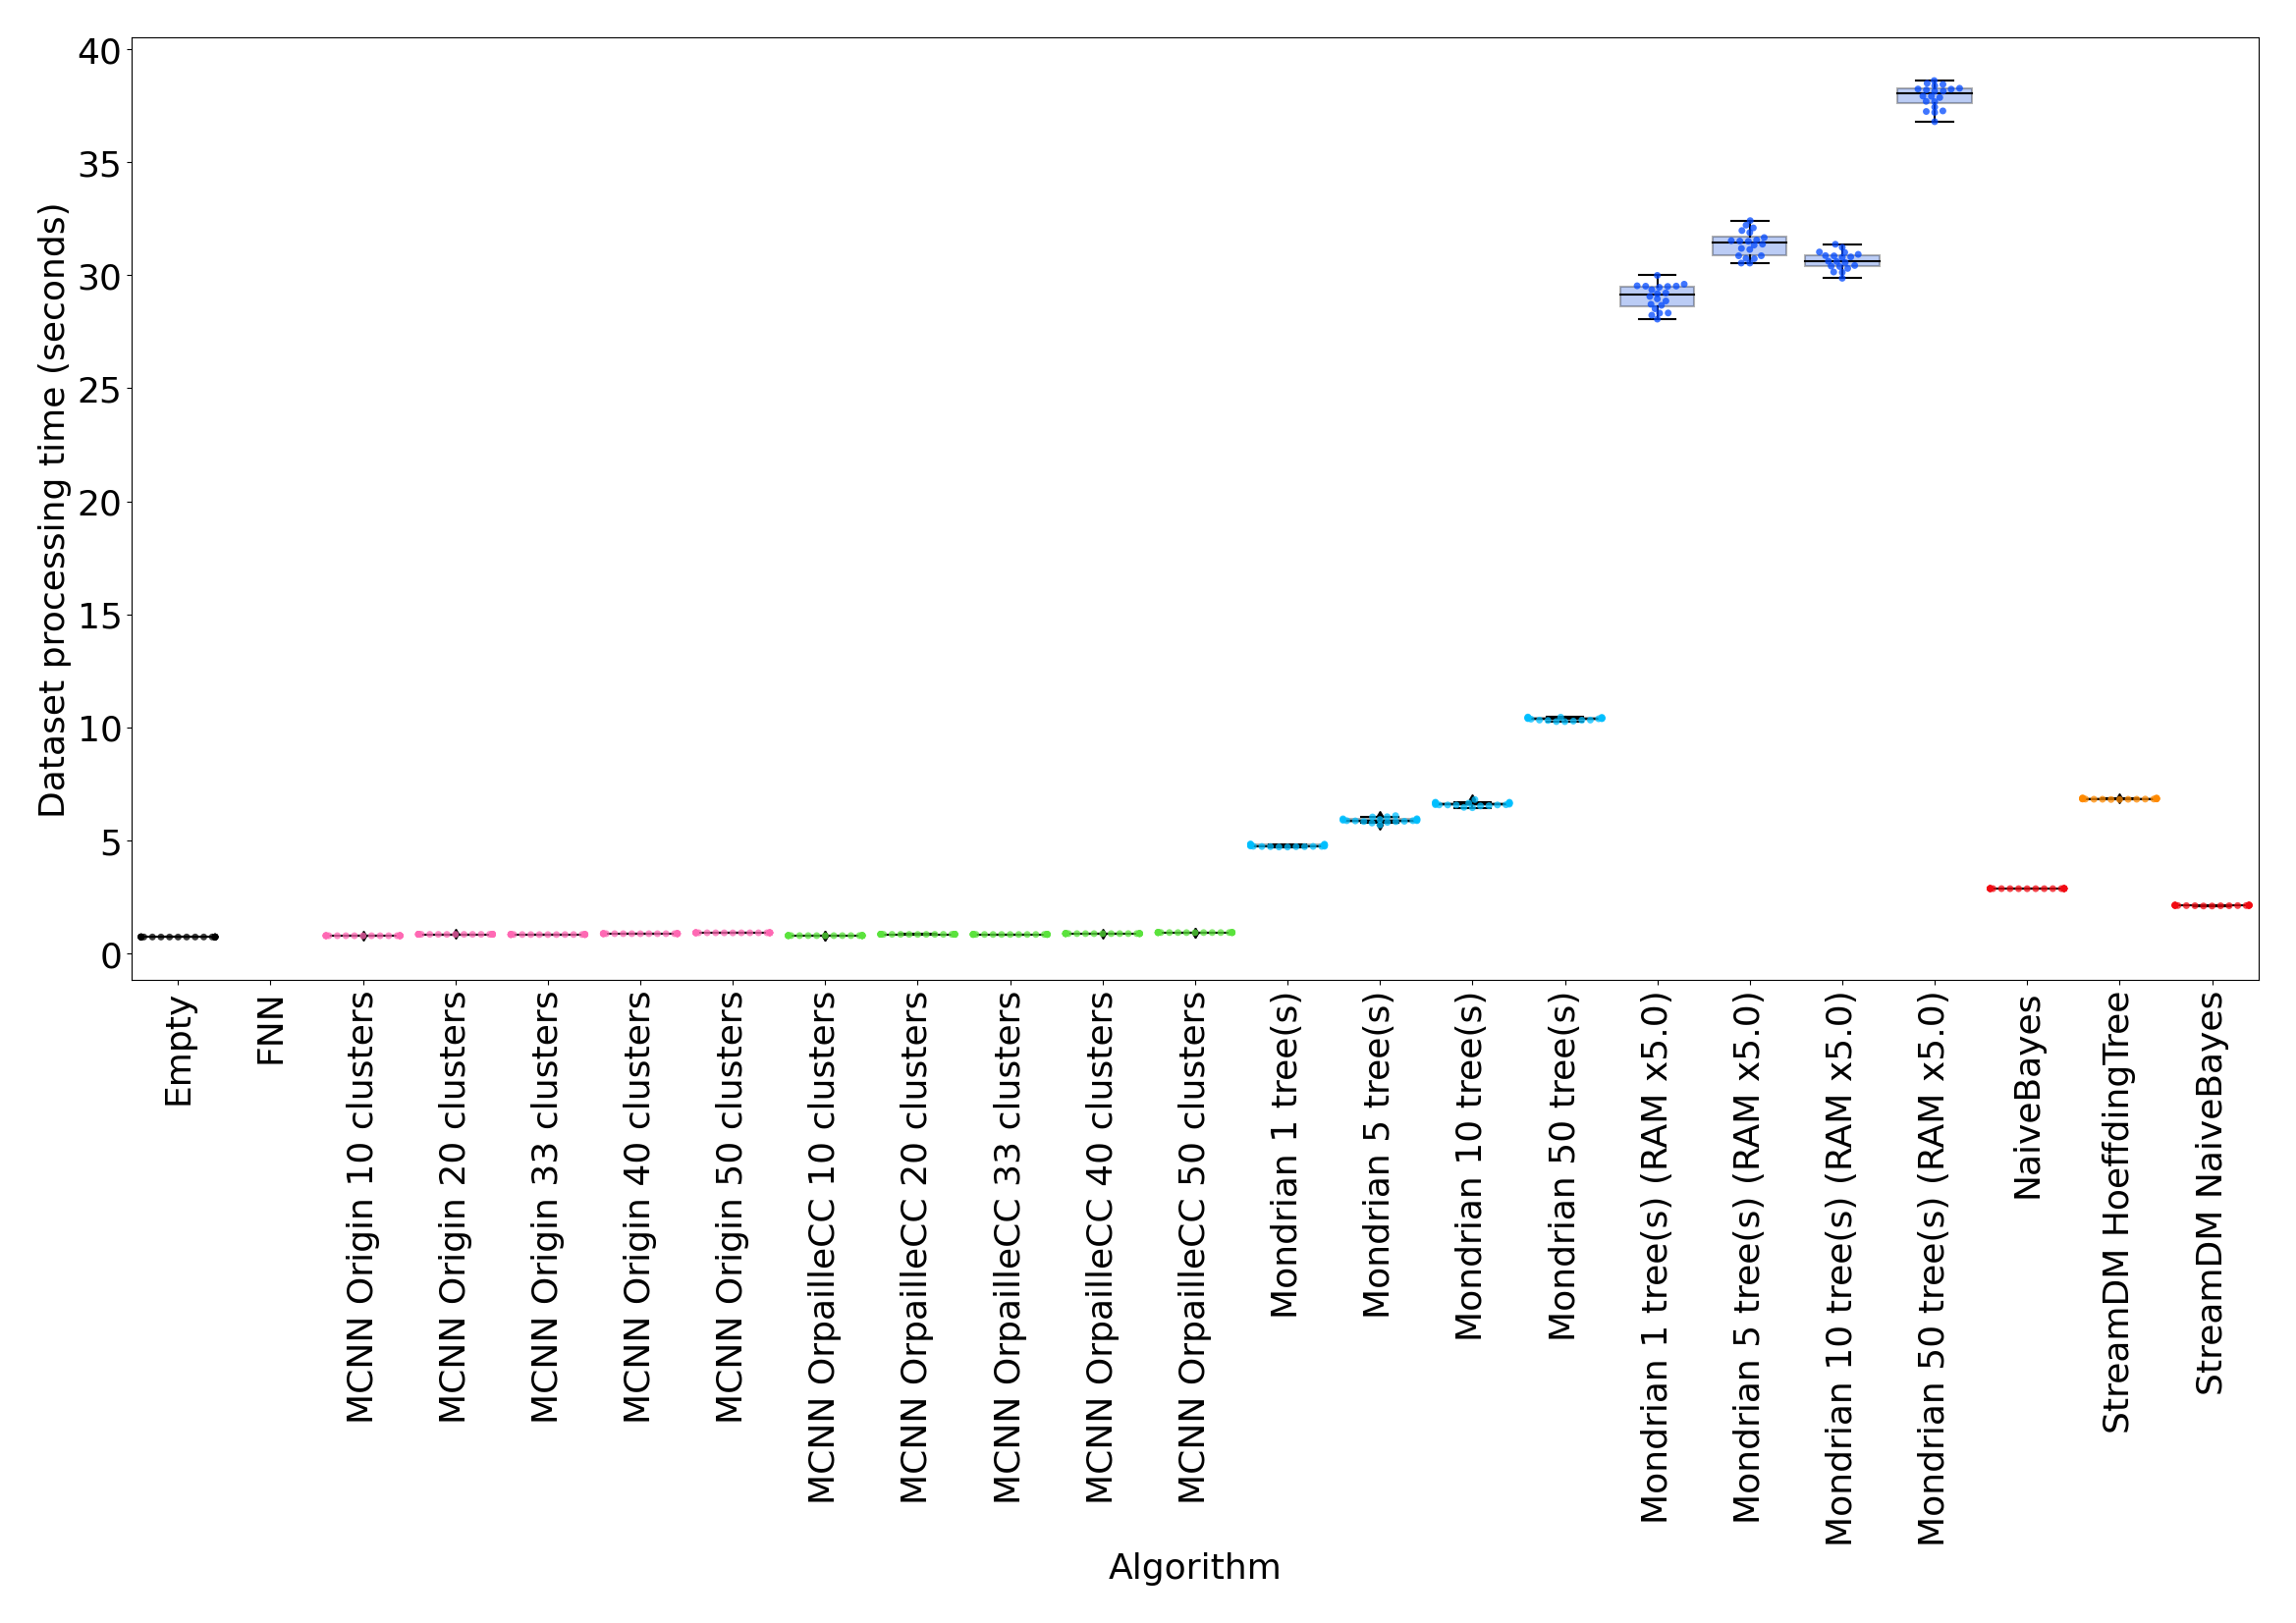 Dataset processing time (seconds)
40
35
30
25
20
15
10
5
0
Empty
FNN
MCNN Origin 10 clusters
MCNN Origin 20 clusters
MCNN Origin 33 clusters
MCNN Origin 40 clusters
MCNN Origin 50 clusters
MCNN OrpailleCC 10 clusters
MCNN OrpailleCC 20 clusters
MCNN OrpailleCC 33 clusters
MCNN OrpailleCC 40 clusters
MCNN OrpailleCC 50 clusters
Mondrian 1 tree(s)
Mondrian 5 tree(s)
Mondrian 10 tree(s)
Mondrian 50 tree(s)
Mondrian 1 tree(s) (RAM x5.0)
Mondrian 5 tree(s) (RAM x5.0)
Mondrian 10 tree(s) (RAM x5.0)
Mondrian 50 tree(s) (RAM x5.0)
NaiveBayes
StreamDM HoeffdingTree
StreamDM NaiveBayes
Algorithm